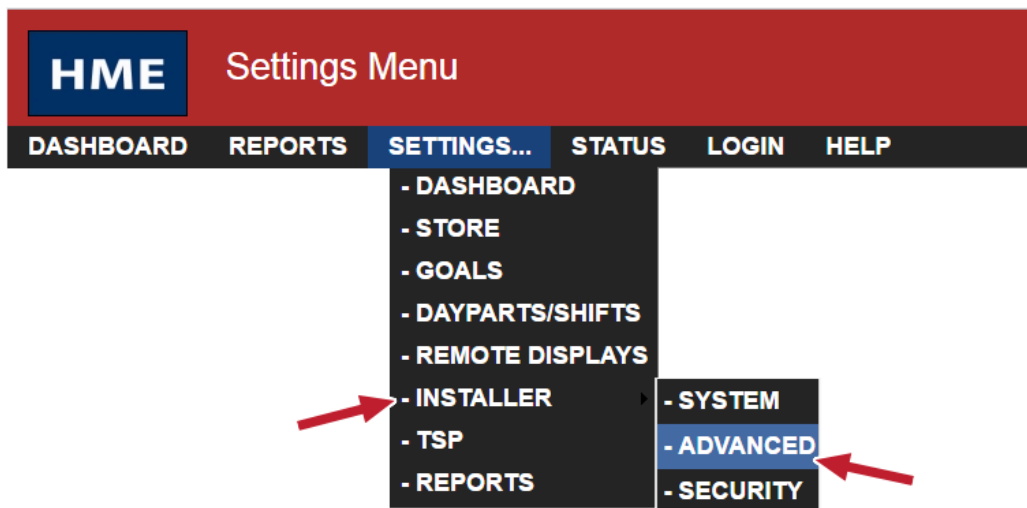 HME Settings Menu
DASHBOARD REPORTS SETTINGS... STATUS LOGIN HELP
- DASHBOARD
- STORE
- GOALS
- DAYPARTS/SHIFTS
- REMOTE DISPLAYS
- INSTALLER
- SYSTEM
- TSP
- ADVANCED
- REPORTS
- SECURITY